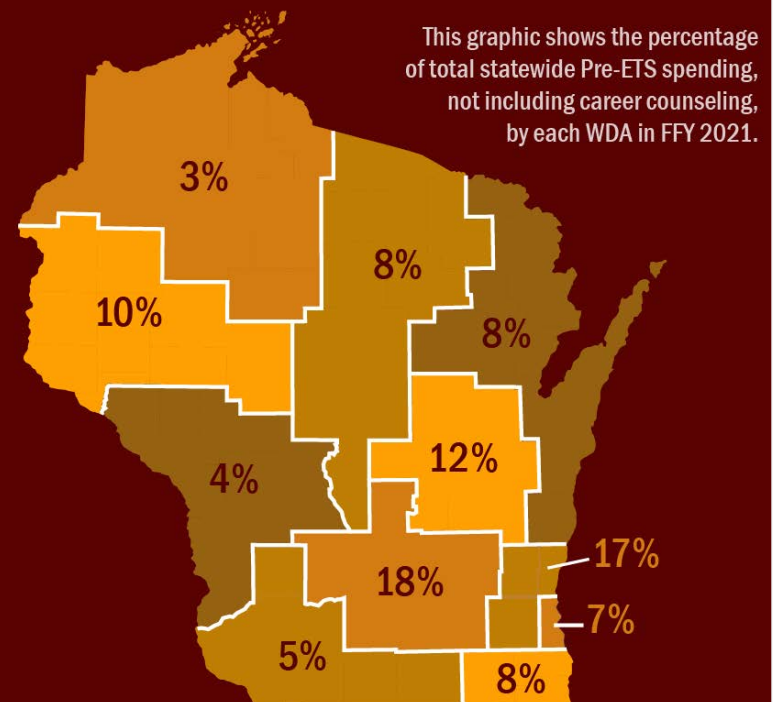 This graphic shows the percentage
of total statewide Pre-ETS spending,
not including career counseling,
by each WDA in FFY 2021.
3%
8%
10%
8%
12%
4%
17%
18%
7%
5%
8%